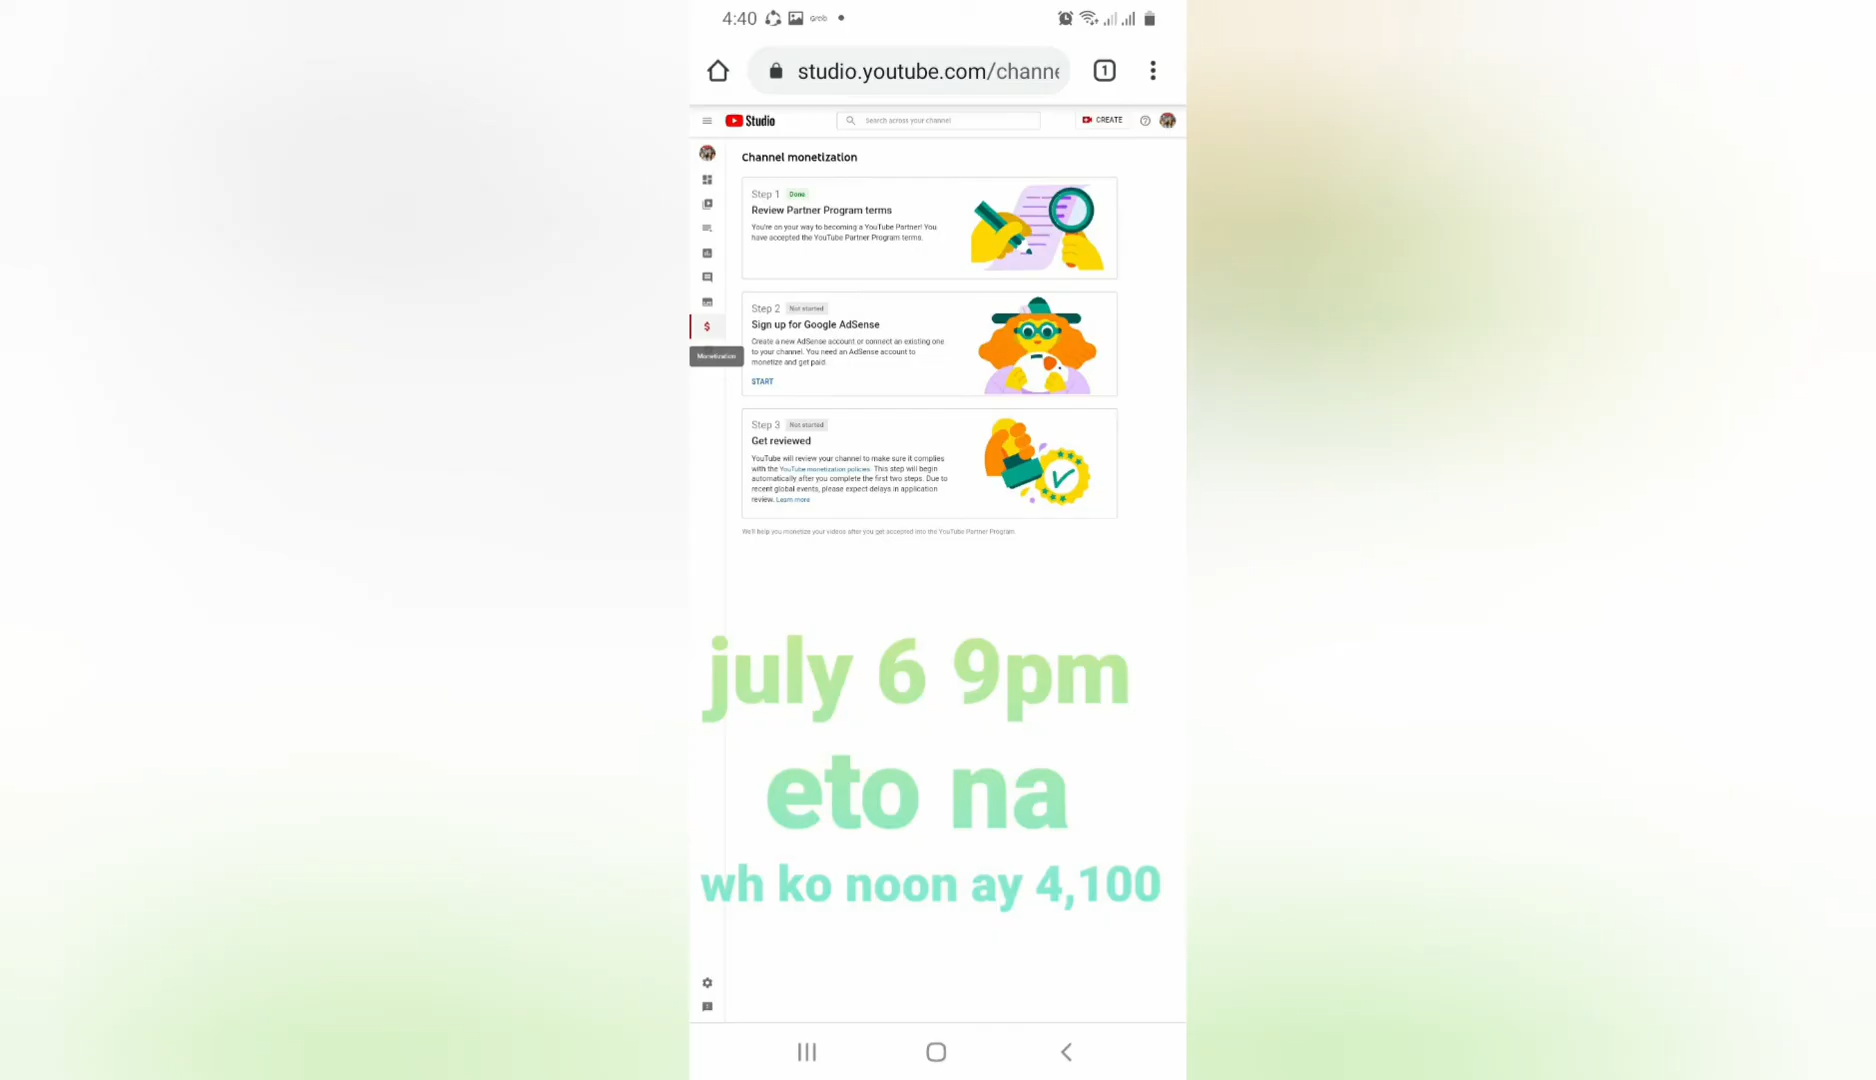 4:40 Grab
studio.youtube.com/channe
1
Studio
Search across your channel
CREATE
Channel monetization
Step 1 Done
Review Partner Program terms
You're on your way to becoming a YouTube Partner! You
have accepted the YouTube Partner Program terms.
Step 2 Not started
Sign up for Google AdSense
Create a new AdSense account or connect an existing one
to your channel. You need an AdSense account to
monetize and get paid.
START
Monetization
Step 3 Not started
Get reviewed
YouTube will review your channel to make sure it complies
with the YouTube monetization policies. This step will begin
automatically after you complete the first two steps. Due to
recent global events, please expect delays in application
review. Learn more
We'll help you monetize your videos after you get accepted into the YouTube Partner Program
july 6 9pm
eto na
wh ko noon ay 4,100